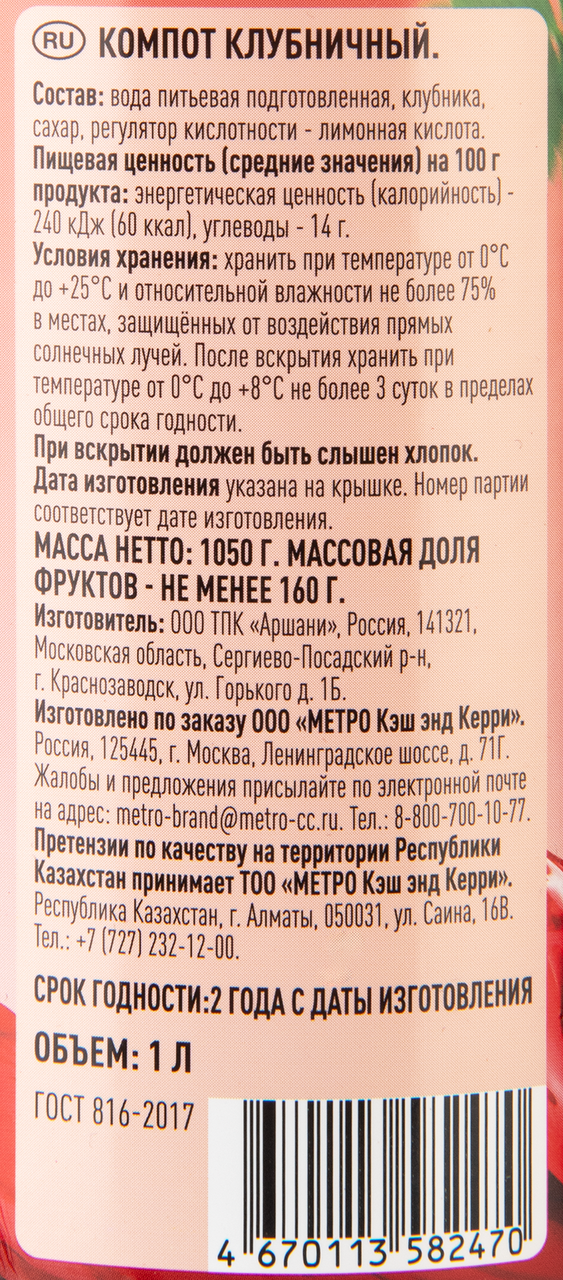 RU КОМПОТ КЛУБНИЧНЫЙ.
Состав: вода питьевая подготовленная, клубника,
сахар, регулятор кислотности - лимонная кислота.
Пищевая ценность (средние значения) на 100 г
продукта: энергетическая ценность (калорийность) -
240 кДж (60 ккал), углеводы - 14 г.
Условия хранения: хранить при температуре от 0°С
до +25°С и относительной влажности не более 75%
в местах, защищённых от воздействия прямых
солнечных лучей. После вскрытия хранить при
температуре от 0°С до +8°С не более 3 суток в пределах
общего срока годности.
При вскрытии должен быть слышен хлопок.
Дата изготовления указана на крышке. Номер партии
соответствует дате изготовления.
МАССА НЕТТО: 1050 Г. МАССОВАЯ ДОЛЯ
ФРУКТОВ - НЕ МЕНЕЕ 160 Г.
Изготовитель: ООО ТПК «Аршани», Россия, 141321,
Московская область, Сергиево-Посадский р-н,
г. Краснозаводск, ул. Горького д. 1Б.
Изготовлено по заказу ООО «МЕТРО Кэш энд Керри».
Россия, 125445, г. Москва, Ленинградское шоссе, д. 71Г.
Жалобы и предложения присылайте по электронной почте
на адрес: metro-brand@metro-cc.ru. Тел.: 8-800-700-10-77.
Претензии по качеству на территории Республики
Казахстан принимает ТОО «МЕТРО Кэш энд Керри».
Республика Казахстан, г. Алматы, 050031, ул. Саина, 16В.
Тел.: +7 (727) 232-12-00.
СРОК ГОДНОСТИ:2 ГОДА С ДАТЫ ИЗГОТОВЛЕНИЯ
ОБЪЕМ: 1 Л
ГОСТ 816-2017
4 670113 582470